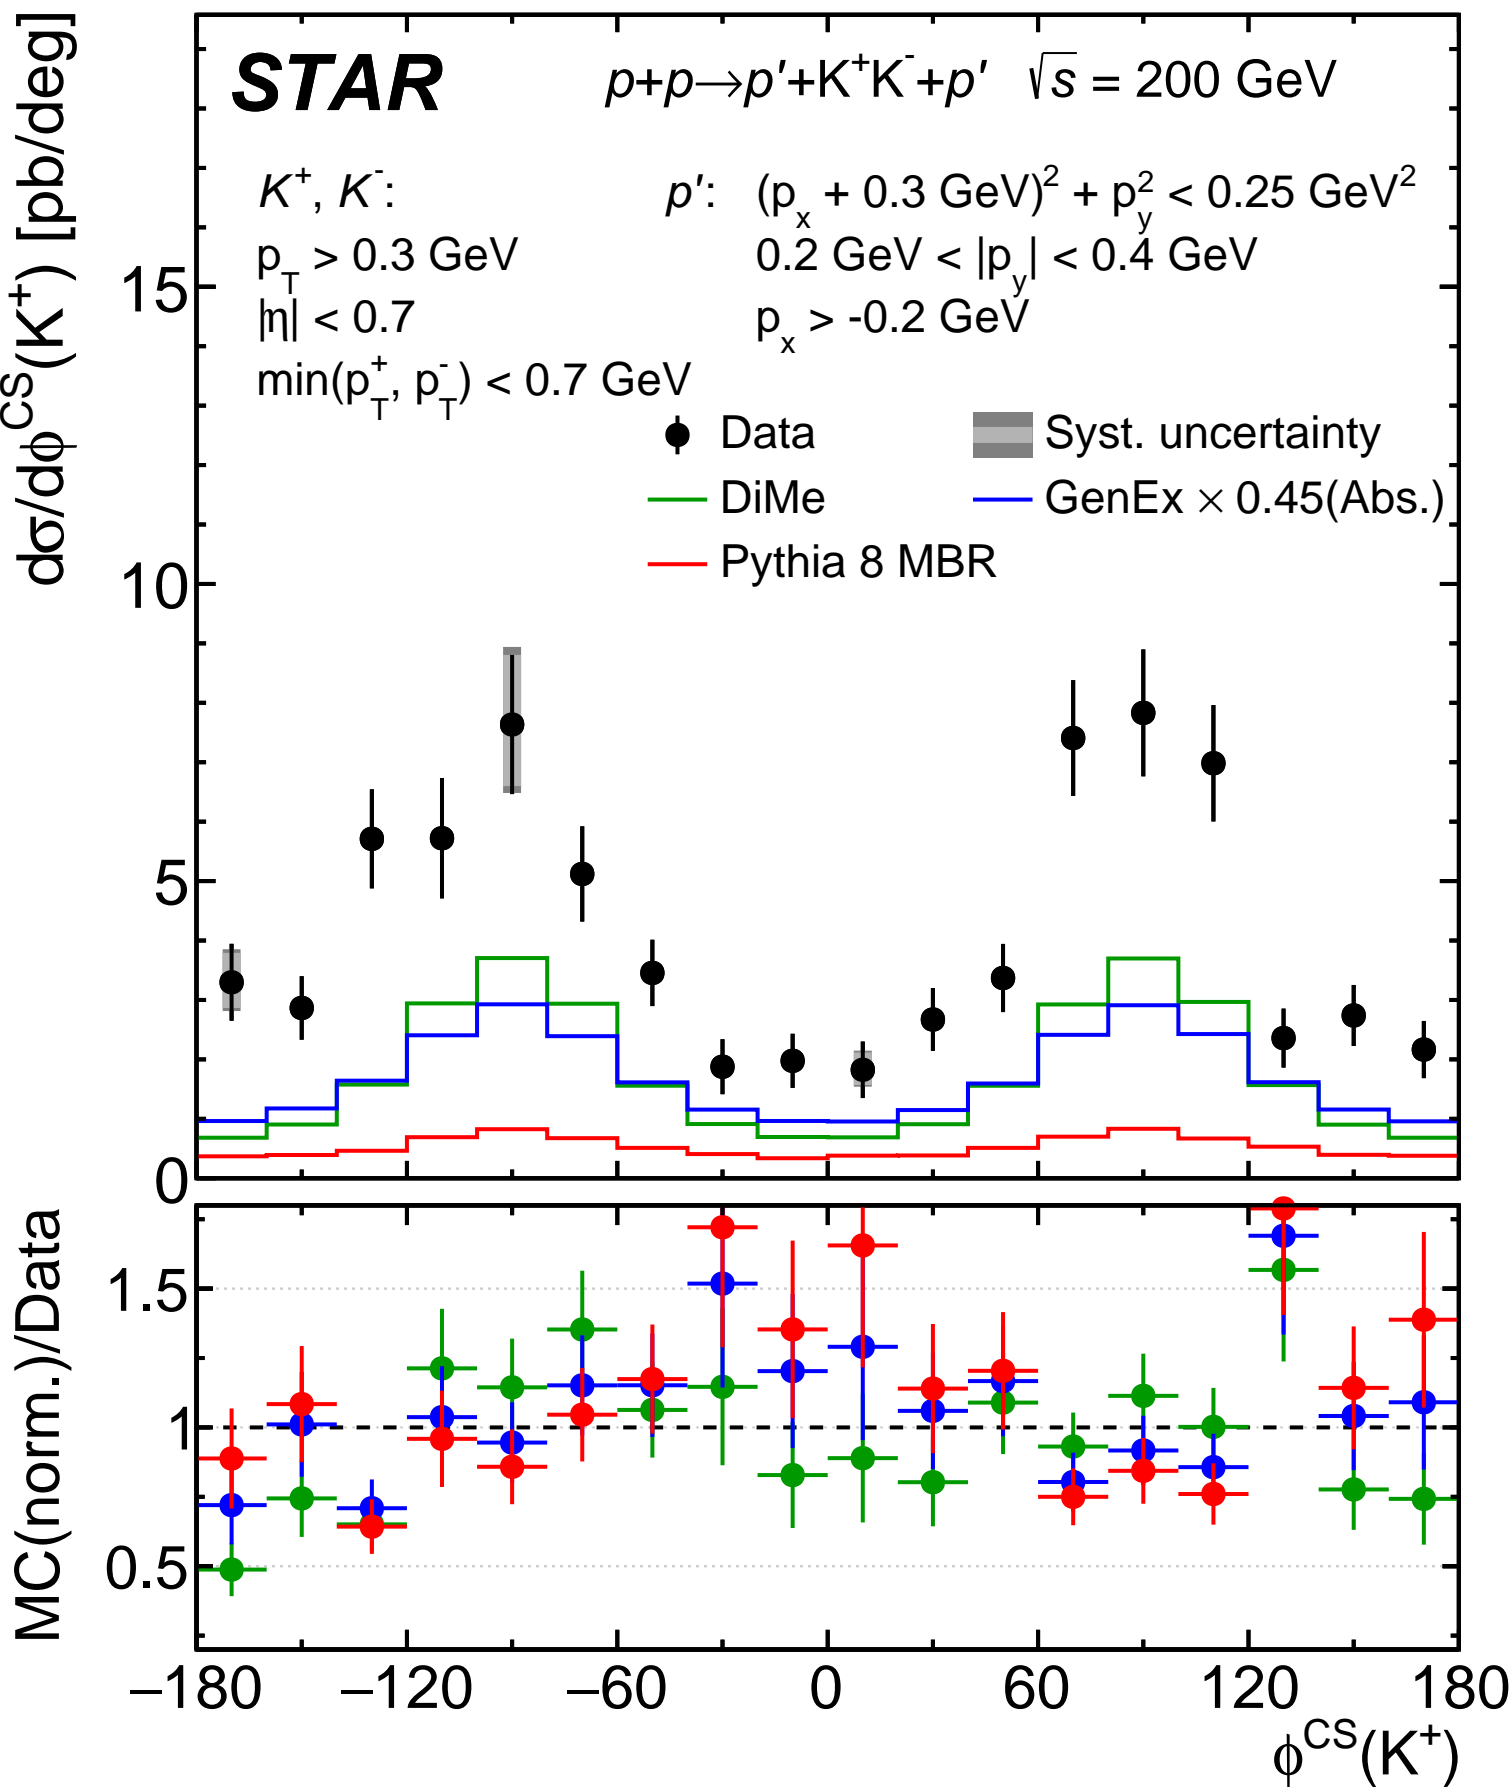 STAR p+p→p′+K⁺K⁻+p′ √s = 200 GeV
K⁺, K⁻: p′: (pₓ + 0.3 GeV)² + p_y² < 0.25 GeV²
p_T > 0.3 GeV 0.2 GeV < |p_y| < 0.4 GeV
|η| < 0.7 pₓ > -0.2 GeV
min(p_T⁺, p_T⁻) < 0.7 GeV
Data Syst. uncertainty
DiMe GenEx × 0.45(Abs.)
Pythia 8 MBR
dσ/dϕ^CS(K⁺) [pb/deg]
15
10
5
0
MC(norm.)/Data
1.5
1
0.5
−180 −120 −60 0 60 120 180
ϕ^CS(K⁺)